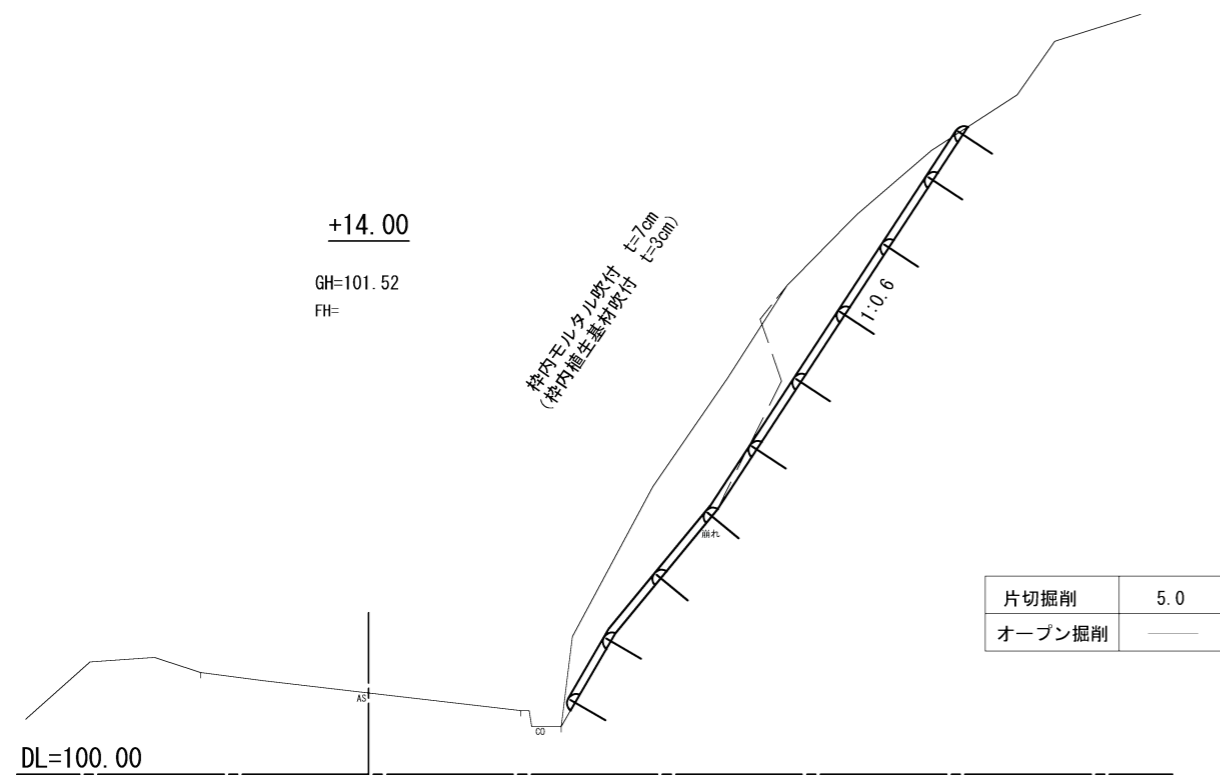 +14.00
GH=101.52
FH=
枠内モルタル吹付 t=7cm
(枠内植生基材吹付 t=3cm)
1:0.6
崩れ
片切掘削 5.0
オープン掘削
AS
CO
DL=100.00